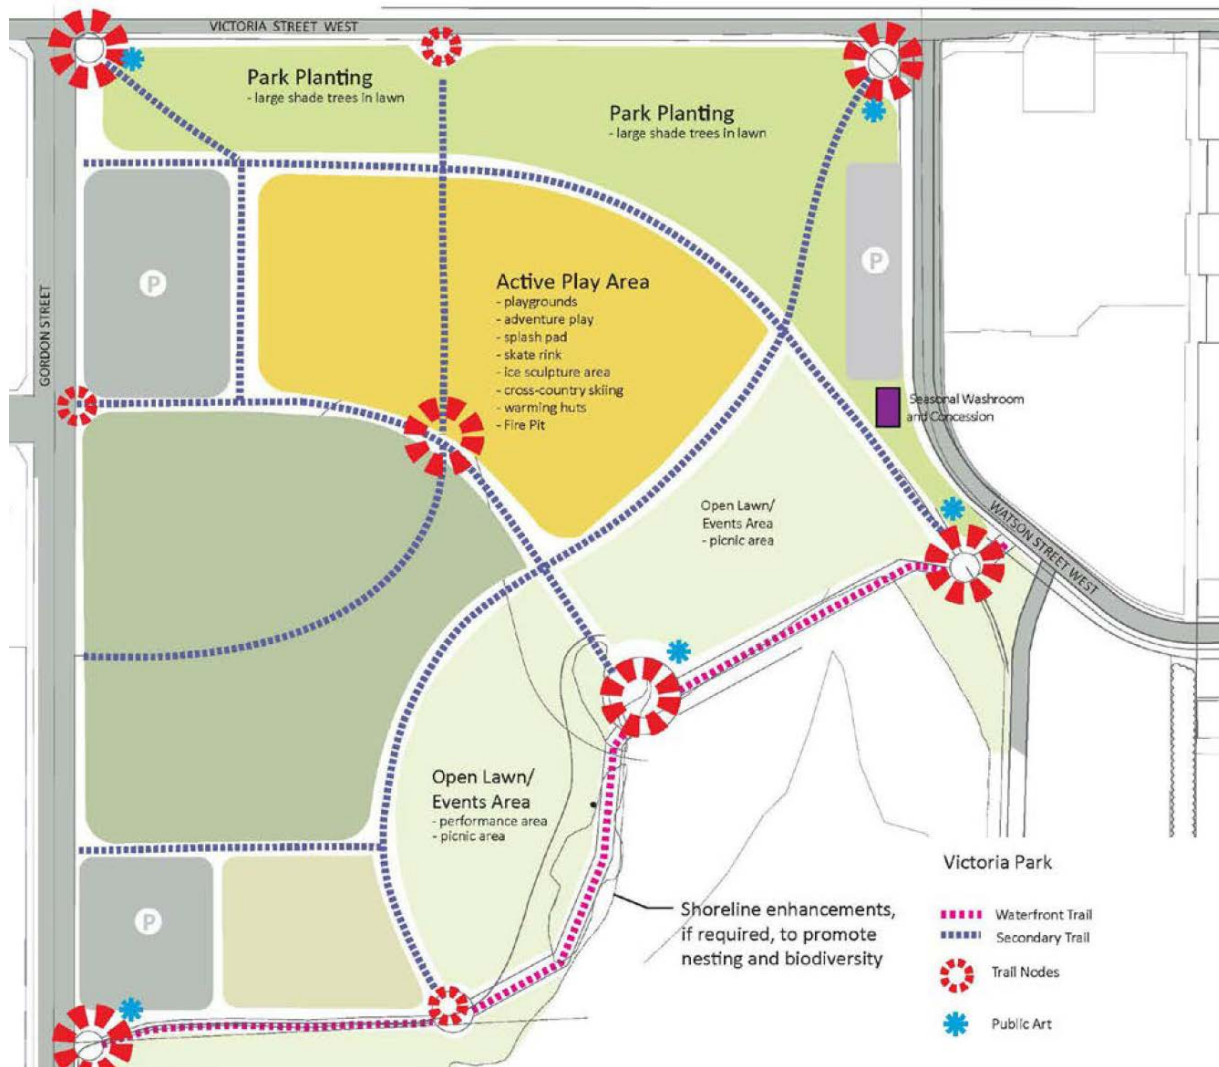 VICTORIA STREET WEST
Park Planting
- large shade trees in lawn
Park Planting
- large shade trees in lawn
P
P
GORDON STREET
Active Play Area
- playgrounds
- adventure play
- splash pad
- skate rink
- ice sculpture area
- cross-country skiing
- warming huts
- Fire Pit
Seasonal Washroom
and Concession
Open Lawn/
Events Area
- picnic area
WATSON STREET WEST
Open Lawn/
Events Area
- performance area
- picnic area
P
Shoreline enhancements,
if required, to promote
nesting and biodiversity
Victoria Park
Waterfront Trail
Secondary Trail
Trail Nodes
Public Art